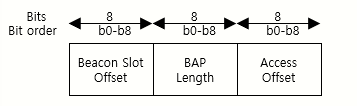 Bits 8 8 8
Bit order b0-b8 b0-b8 b0-b8
Beacon Slot Offset
BAP Length
Access Offset